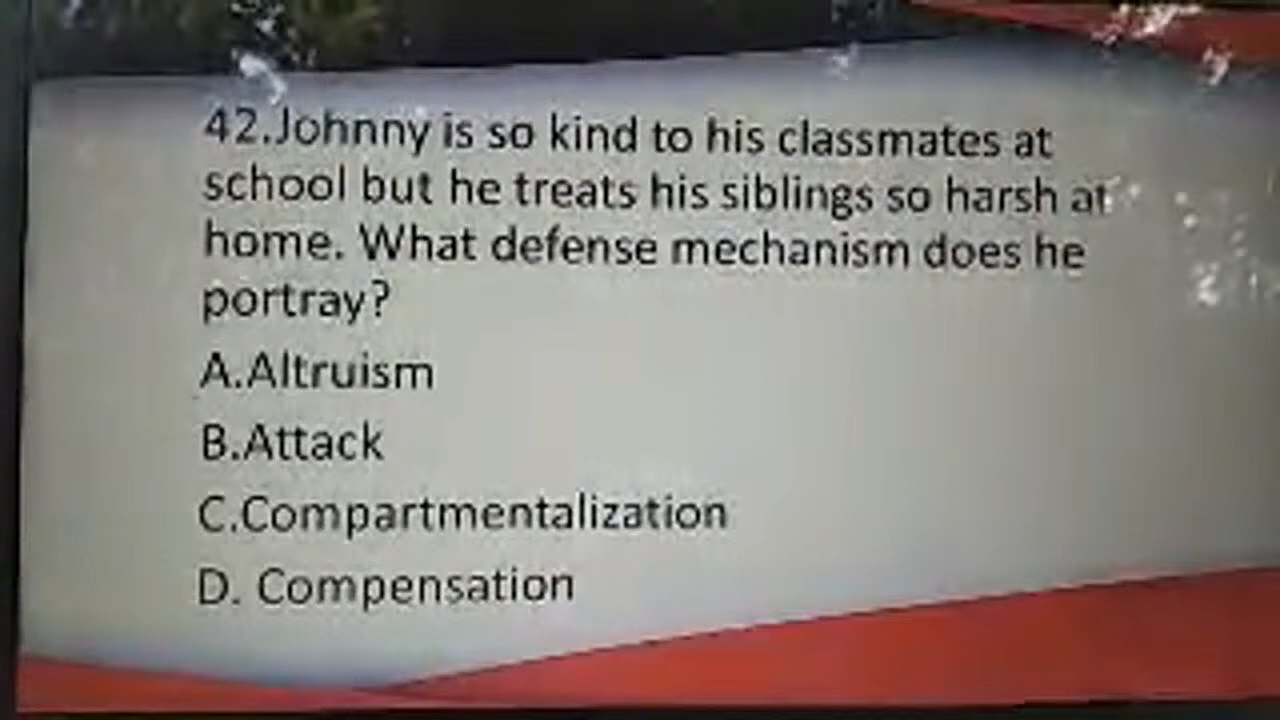 42.Johnny is so kind to his classmates at
school but he treats his siblings so harsh at
home. What defense mechanism does he
portray?
A.Altruism
B.Attack
C.Compartmentalization
D. Compensation